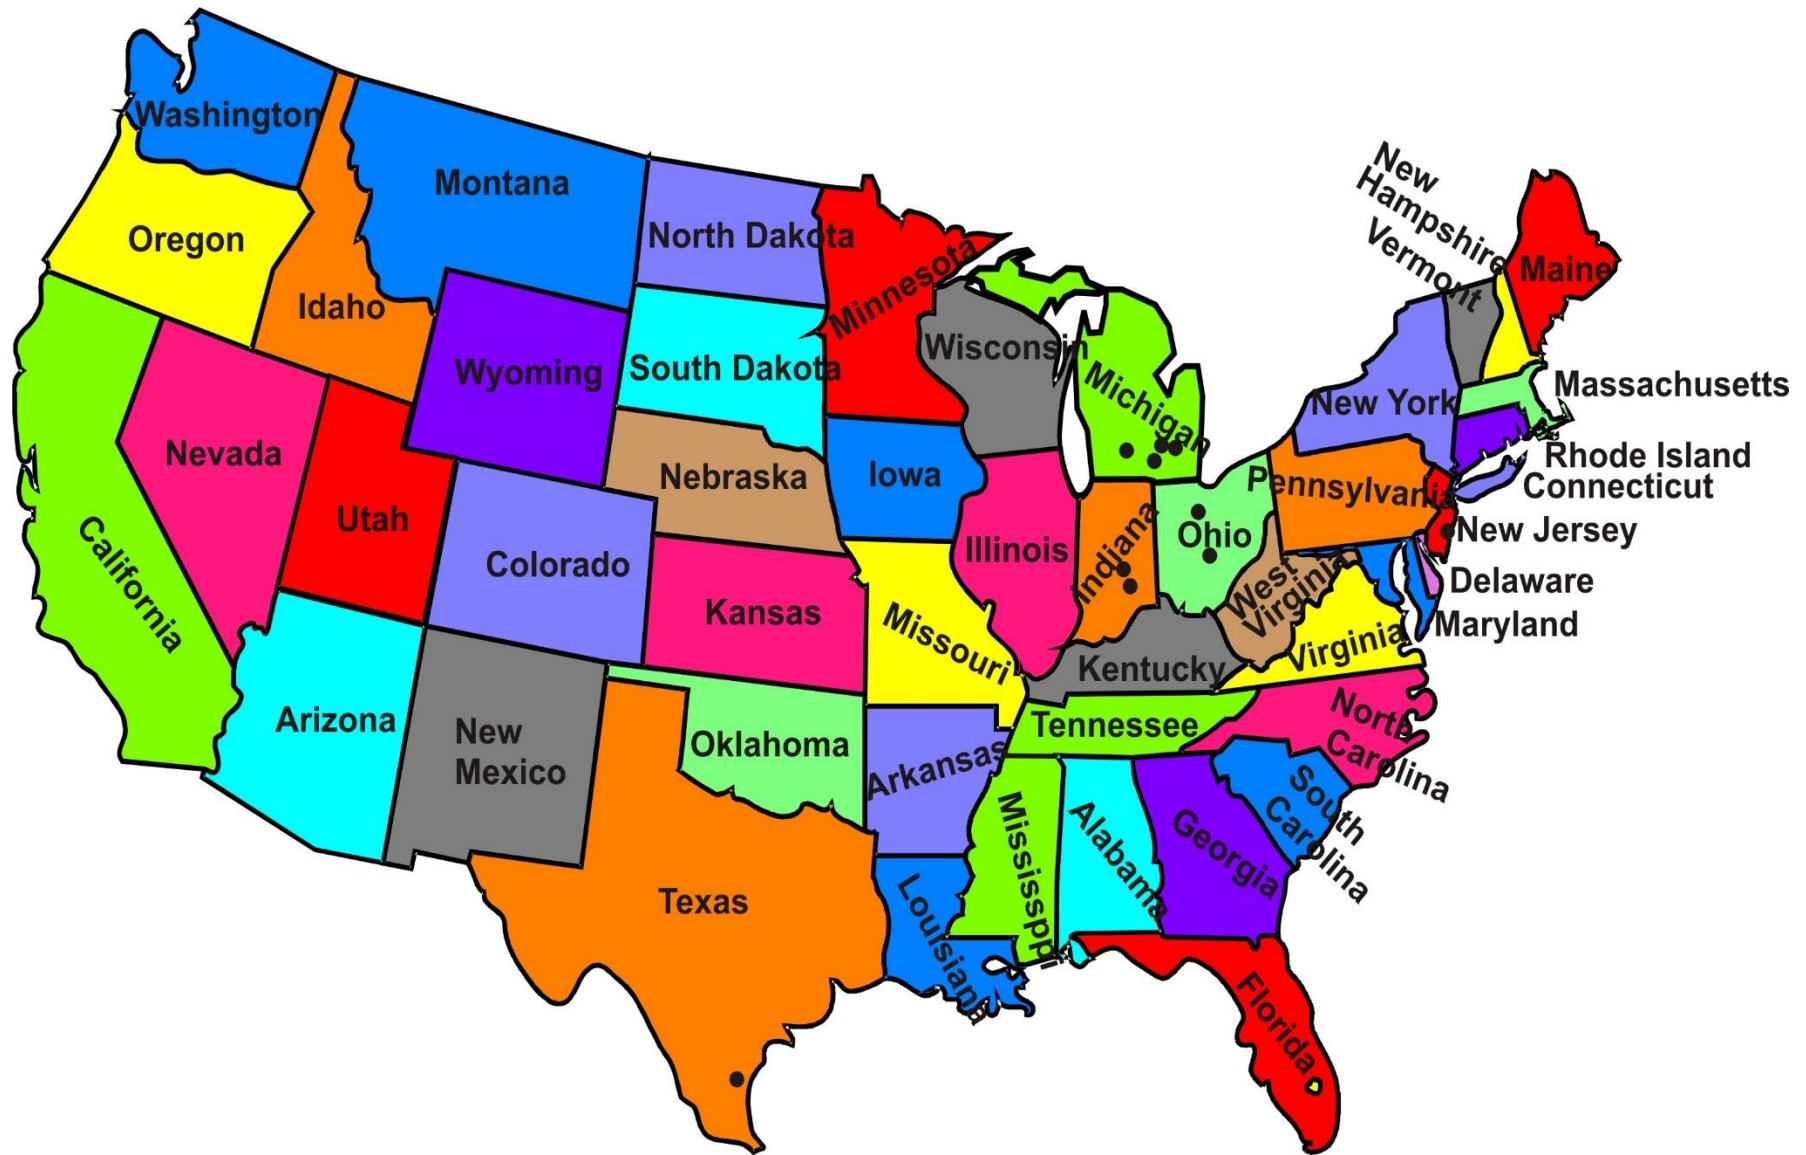 Washington
Montana
North Dakota
Minnesota
New
Hampshire
Vermont
Maine
Oregon
Idaho
Wyoming
South Dakota
Wisconsin
Michigan
New York
Massachusetts
Rhode Island
Connecticut
Nevada
Utah
Nebraska
Iowa
Pennsylvania
New Jersey
California
Colorado
Kansas
Illinois
Indiana
Ohio
West
Virginia
Delaware
Maryland
Missouri
Kentucky
Virginia
Arizona
New
Mexico
Oklahoma
Arkansas
Tennessee
North
Carolina
South
Carolina
Mississppi
Alabama
Georgia
Texas
Louisiana
Florida